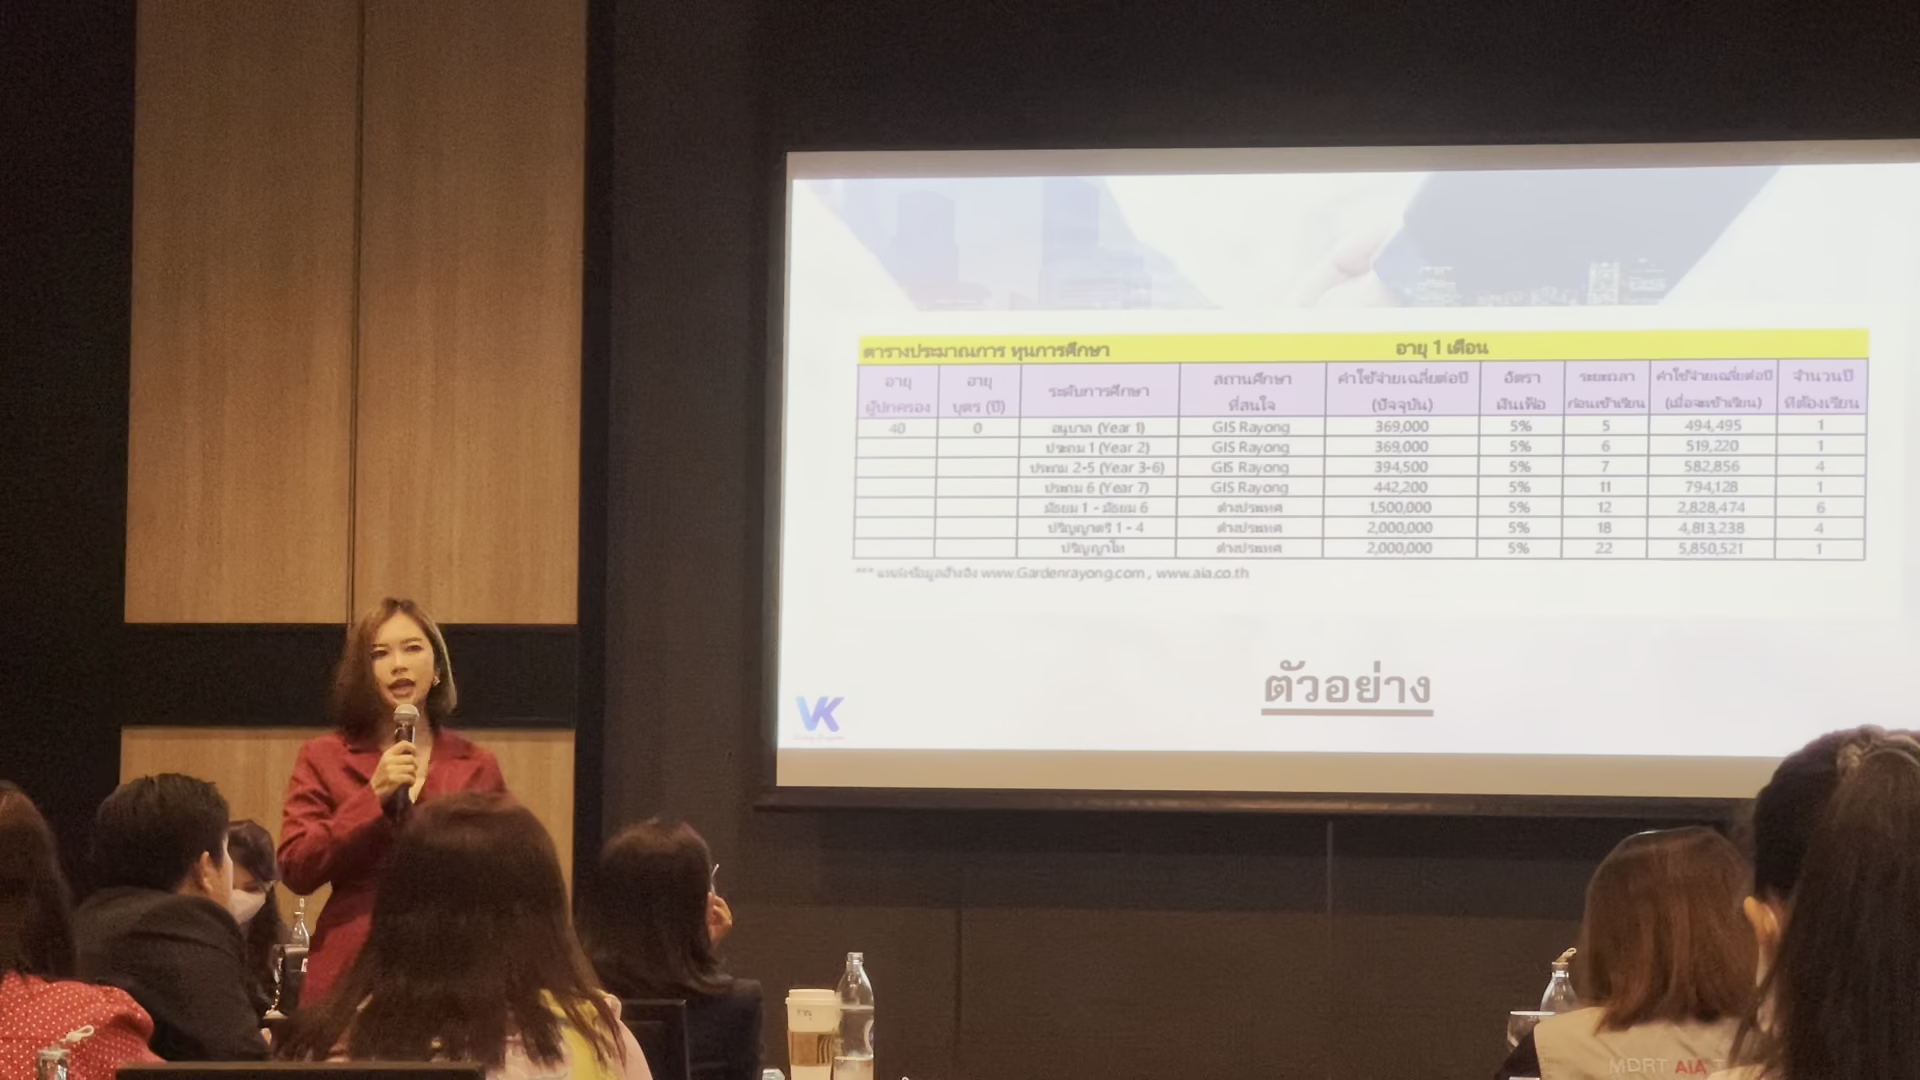 ตารางประมาณการ ทุนการศึกษา อายุ 1 เดือน
อายุ ผู้ปกครอง อายุ บุตร (ปี) ระดับการศึกษา สถานศึกษา ที่สนใจ ค่าใช้จ่ายเฉลี่ยต่อปี (ปัจจุบัน) อัตรา เงินเฟ้อ ระยะเวลา ก่อนเข้าเรียน ค่าใช้จ่ายเฉลี่ยต่อปี (เมื่อจะเข้าเรียน) จำนวนปี ที่ต้องเรียน
40 0 อนุบาล (Year 1) GIS Rayong 369,000 5% 5 494,495 1
ประถม 1 (Year 2) GIS Rayong 369,000 5% 6 519,220 1
ประถม 2-5 (Year 3-6) GIS Rayong 394,500 5% 7 582,856 4
ประถม 6 (Year 7) GIS Rayong 442,200 5% 11 794,128 1
มัธยม 1 - มัธยม 6 ต่างประเทศ 1,500,000 5% 12 2,828,474 6
ปริญญาตรี 1 - 4 ต่างประเทศ 2,000,000 5% 18 4,813,238 4
ปริญญาโท ต่างประเทศ 2,000,000 5% 22 5,850,521 1
*** แหล่งข้อมูลอ้างอิง www.Gardenrayong.com , www.aia.co.th
ตัวอย่าง
VK
MDRT AIA T